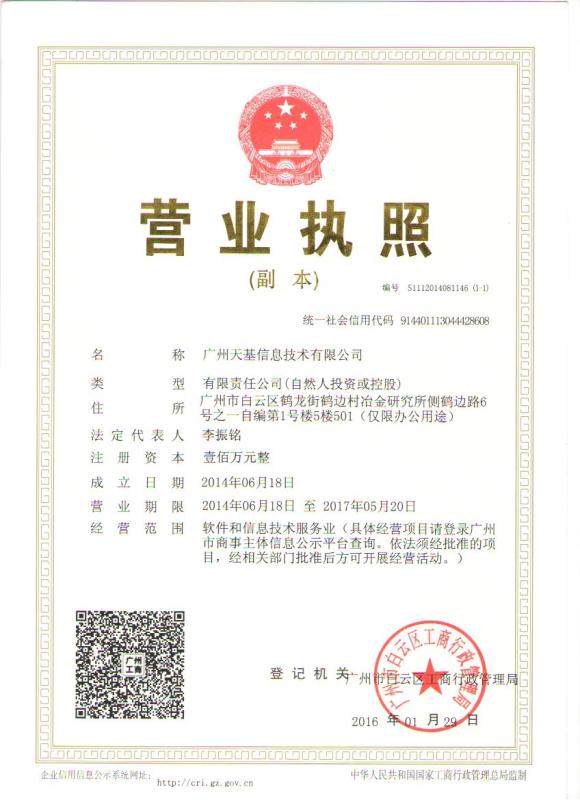 营业执照
(副 本)
编号 S1112014081146 (1-1)
统一社会信用代码 914401113044428608
名 称 广州天基信息技术有限公司
类 型 有限责任公司(自然人投资或控股)
住 所 广州市白云区鹤龙街鹤边村冶金研究所侧鹤边路6
号之一自编第1号楼5楼501（仅限办公用途）
法定代表人 李振铭
注 册 资 本 壹佰万元整
成 立 日 期 2014年06月18日
营 业 期 限 2014年06月18日 至 2017年05月20日
经 营 范 围 软件和信息技术服务业（具体经营项目请登录广州
市商事主体信息公示平台查询。依法须经批准的项
目，经相关部门批准后方可开展经营活动。）
广州
工商
登 记 机 关
广州市白云区工商行政管理局
广州市白云区工商行政管理局
2016 年 01 月 29 日
企业信用信息公示系统网址： http://cri.gz.gov.cn
中华人民共和国国家工商行政管理总局监制